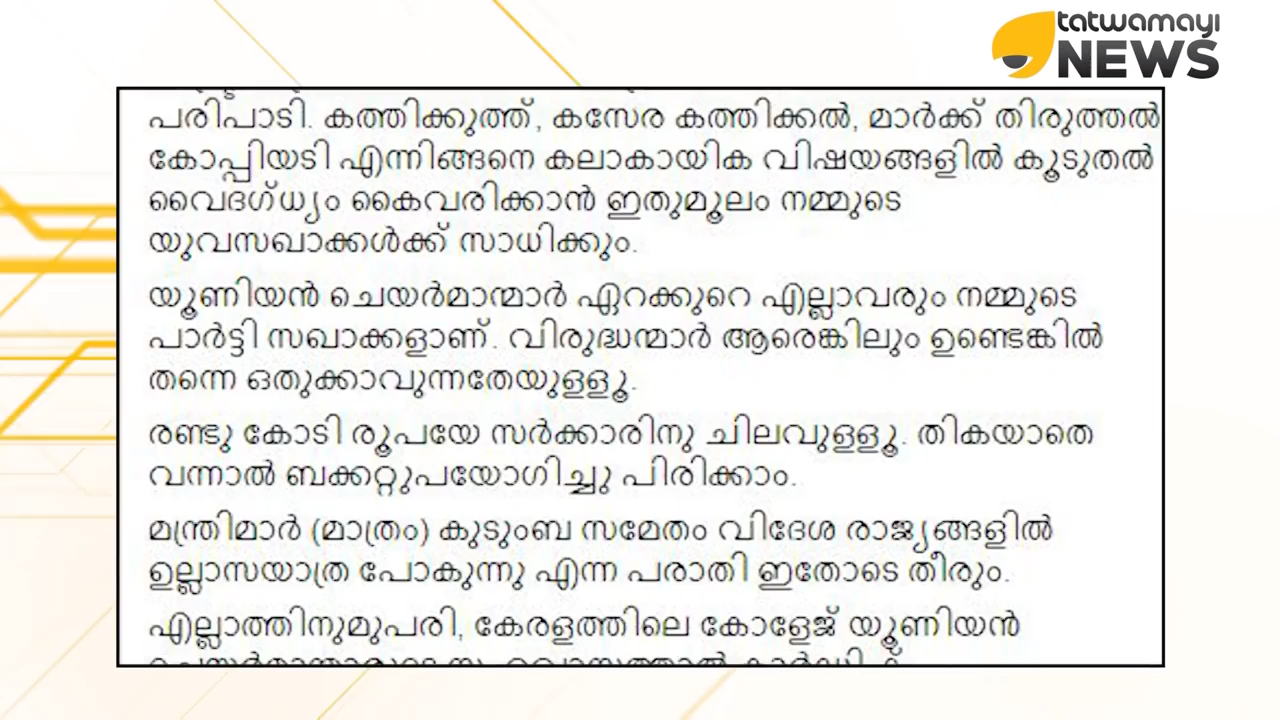 tatwamayi
NEWS
പരിപാടി. കത്തിക്കുത്ത്, കസേര കത്തിക്കൽ, മാർക്ക് തിരുത്തൽ
കോപ്പിയടി എന്നിങ്ങനെ കലാകായിക വിഷയങ്ങളിൽ കൂടുതൽ
വൈദഗ്ധ്യം കൈവരിക്കാൻ ഇതുമൂലം നമ്മുടെ
യുവസഖാക്കൾക്ക് സാധിക്കും.
യൂണിയൻ ചെയർമാന്മാർ ഏറക്കുറെ എല്ലാവരും നമ്മുടെ
പാർട്ടി സഖാക്കളാണ്. വിരുദ്ധന്മാർ ആരെങ്കിലും ഉണ്ടെങ്കിൽ
തന്നെ ഒതുക്കാവുന്നതേയുള്ളൂ.
രണ്ടു കോടി രൂപയേ സർക്കാരിനു ചിലവുള്ളൂ. തികയാതെ
വന്നാൽ ബക്കറ്റുപയോഗിച്ചു പിരിക്കാം.
മന്ത്രിമാർ (മാത്രം) കുടുംബ സമേതം വിദേശ രാജ്യങ്ങളിൽ
ഉല്ലാസയാത്ര പോകുന്നു എന്ന പരാതി ഇതോടെ തീരും.
എല്ലാത്തിനുമുപരി, കേരളത്തിലെ കോളേജ് യൂണിയൻ